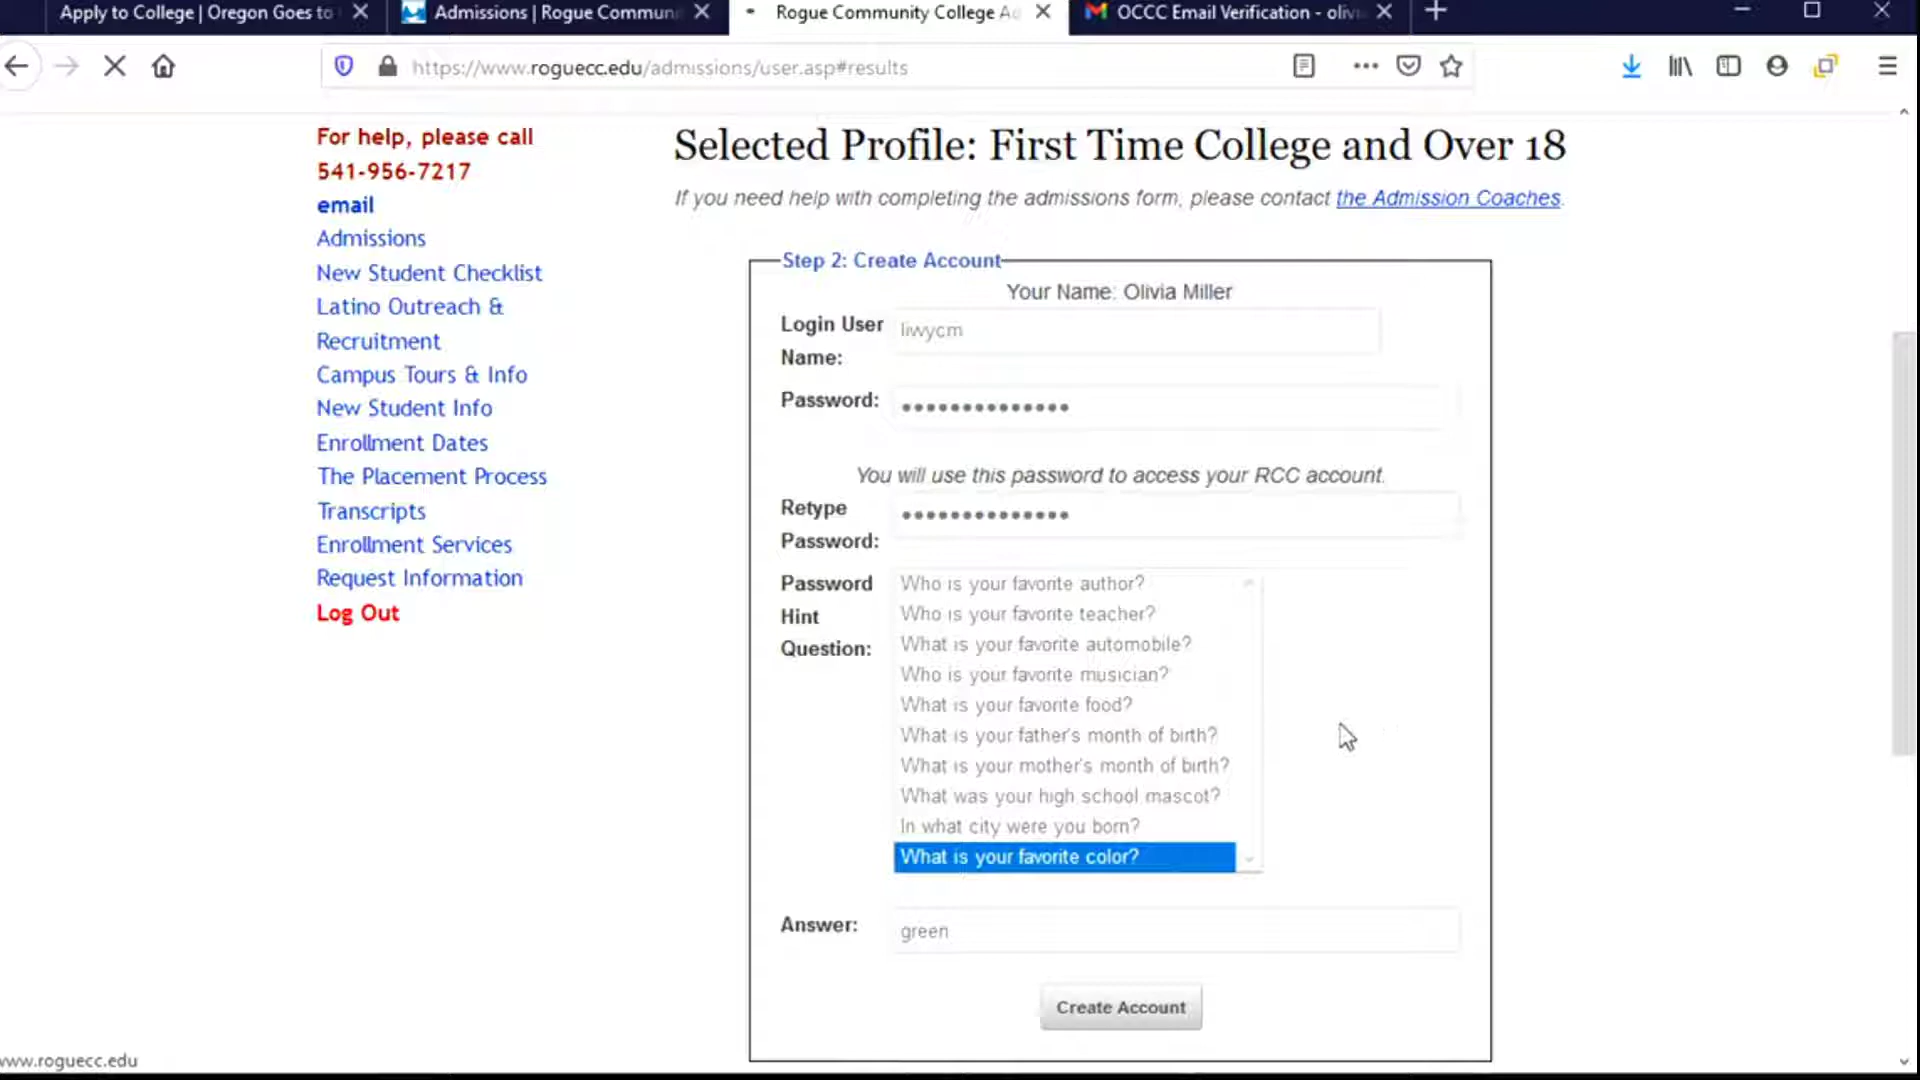 Apply to College | Oregon Goes to
Admissions | Rogue Commun
Rogue Community College Ad
OCCC Email Verification - olivi
https://www.roguecc.edu/admissions/user.asp#results
For help, please call
541-956-7217
email
Admissions
New Student Checklist
Latino Outreach &
Recruitment
Campus Tours & Info
New Student Info
Enrollment Dates
The Placement Process
Transcripts
Enrollment Services
Request Information
Log Out
Selected Profile: First Time College and Over 18
If you need help with completing the admissions form, please contact the Admission Coaches.
Step 2: Create Account
Your Name: Olivia Miller
Login User
Name:
liwycm
Password:
••••••••••••••
You will use this password to access your RCC account.
Retype
Password:
••••••••••••••
Password
Hint
Question:
Who is your favorite author?
Who is your favorite teacher?
What is your favorite automobile?
Who is your favorite musician?
What is your favorite food?
What is your father's month of birth?
What is your mother's month of birth?
What was your high school mascot?
In what city were you born?
What is your favorite color?
Answer:
green
Create Account
www.roguecc.edu